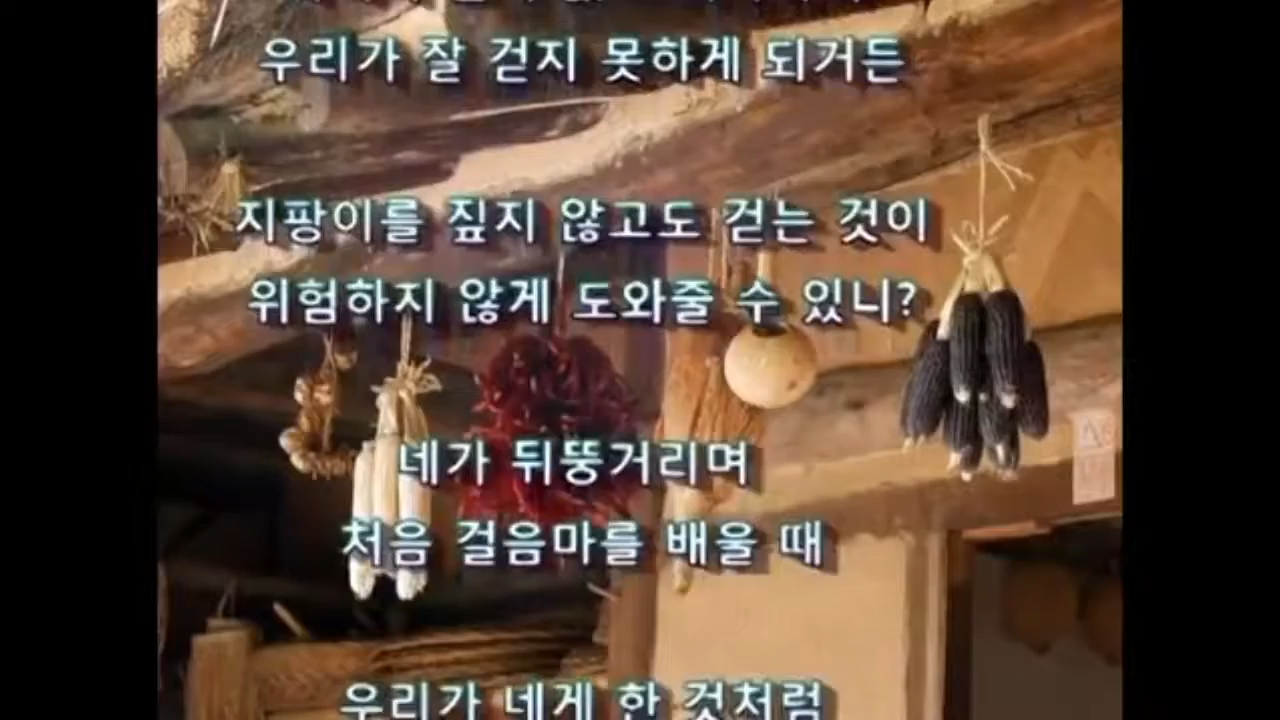 우리가 잘 걷지 못하게 되거든
지팡이를 짚지 않고도 걷는 것이
위험하지 않게 도와줄 수 있니?
네가 뒤뚱거리며
처음 걸음마를 배울 때
우리가 네게 한 것처럼